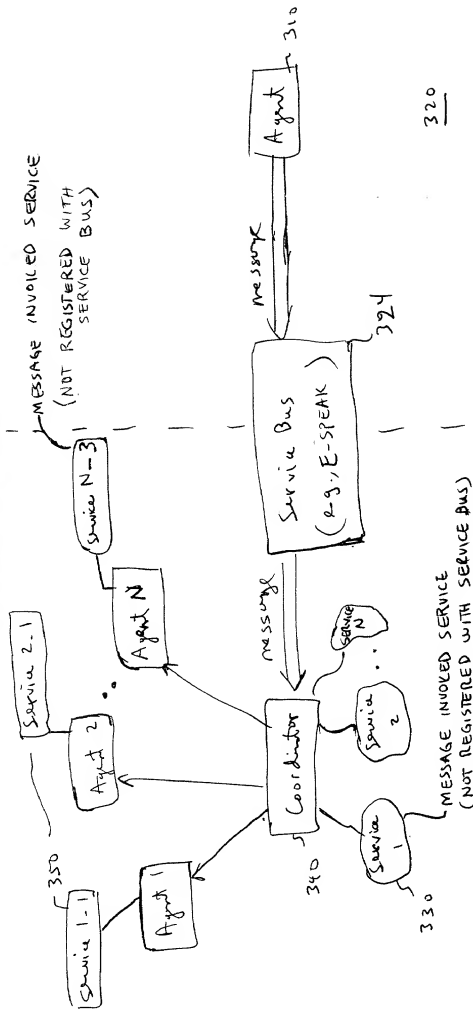 MESSAGE INVOKED SERVICE
(NOT REGISTERED WITH
SERVICE BUS)
Service N-3
Service 2-1
Service 1-1
350
Agent N
Agent 2
Agent 1
message
message
Agent
310
Service Bus
(e.g., E-SPEAK)
324
320
Coordinator
340
SERVICE
N
Service
2
Service
1
330
MESSAGE INVOKED SERVICE
(NOT REGISTERED WITH SERVICE BUS)